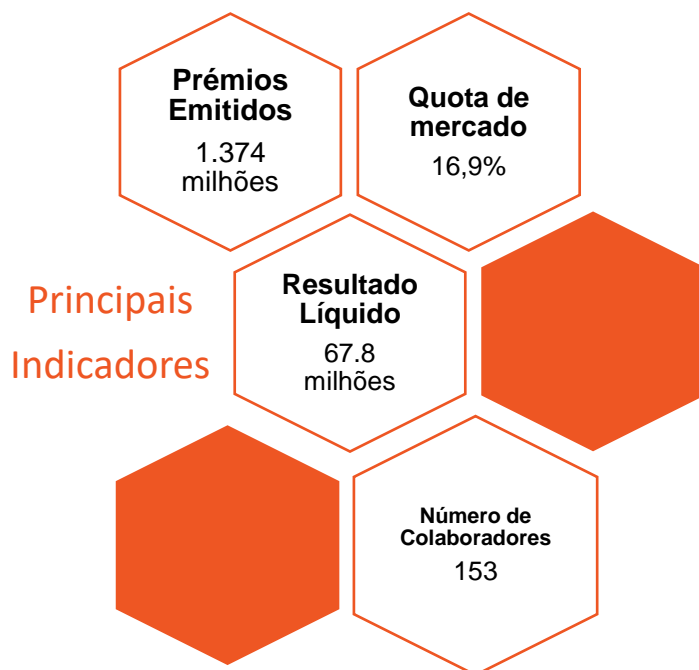 Prémios
Emitidos
1.374
milhões
Quota de
mercado
16,9%
Principais
Indicadores
Resultado
Líquido
67.8
milhões
Número de
Colaboradores
153